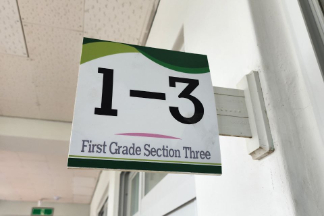 1-3
First Grade Section Three